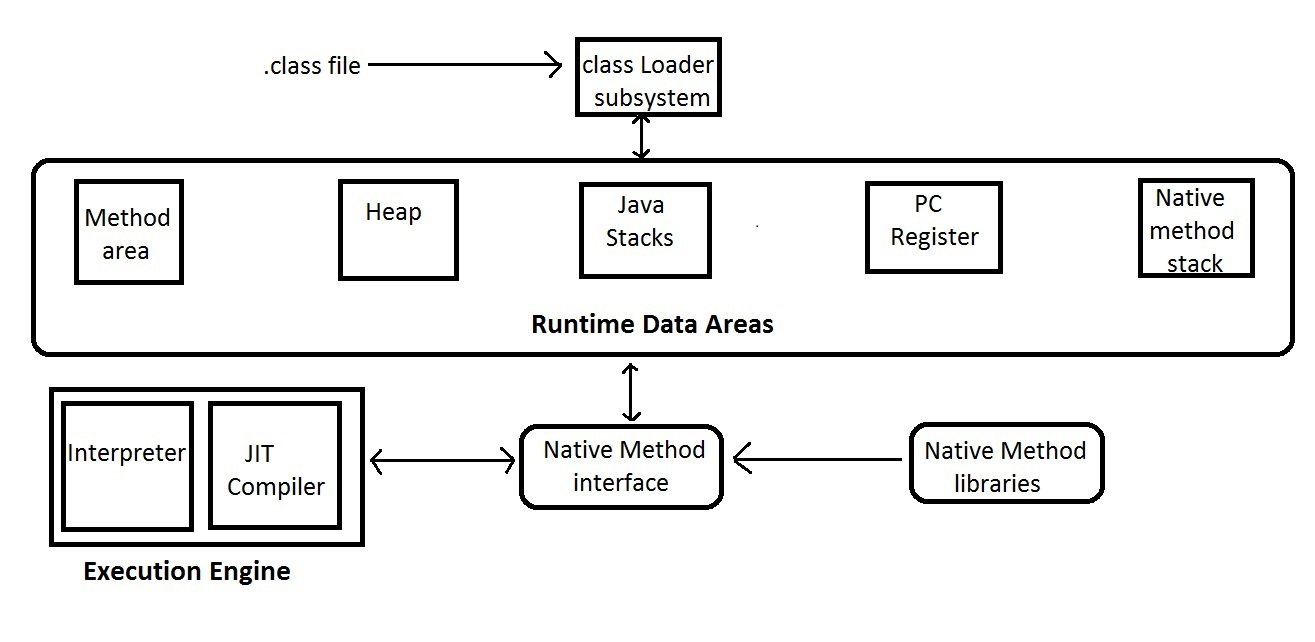 .class file
class Loader
subsystem
Method
area
Heap
Java
Stacks
PC
Register
Native
method
stack
Runtime Data Areas
Interpreter
JIT
Compiler
Execution Engine
Native Method
interface
Native Method
libraries